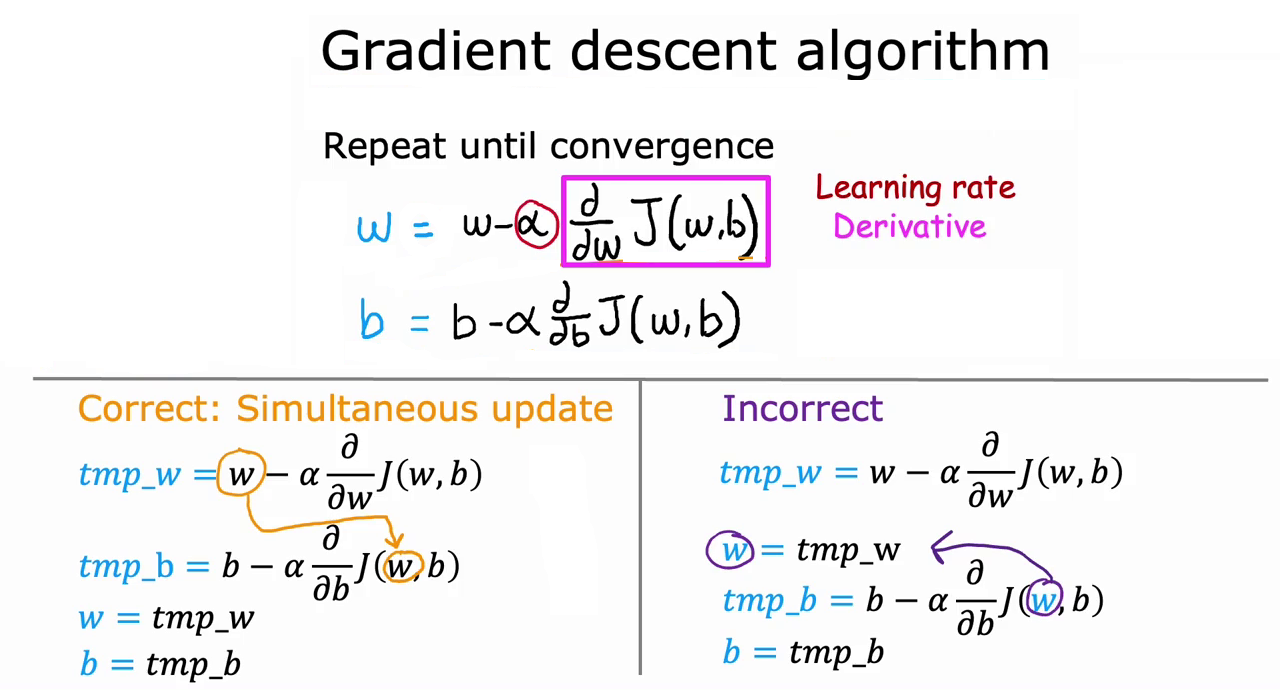 Gradient descent algorithm
Repeat until convergence
w = w-α ∂/∂w J(w,b)
Learning rate
Derivative
b = b-α ∂/∂b J(w,b)
Correct: Simultaneous update
tmp_w = w − α ∂/∂w J(w, b)
tmp_b = b − α ∂/∂b J(w, b)
w = tmp_w
b = tmp_b
Incorrect
tmp_w = w − α ∂/∂w J(w, b)
w = tmp_w
tmp_b = b − α ∂/∂b J(w, b)
b = tmp_b